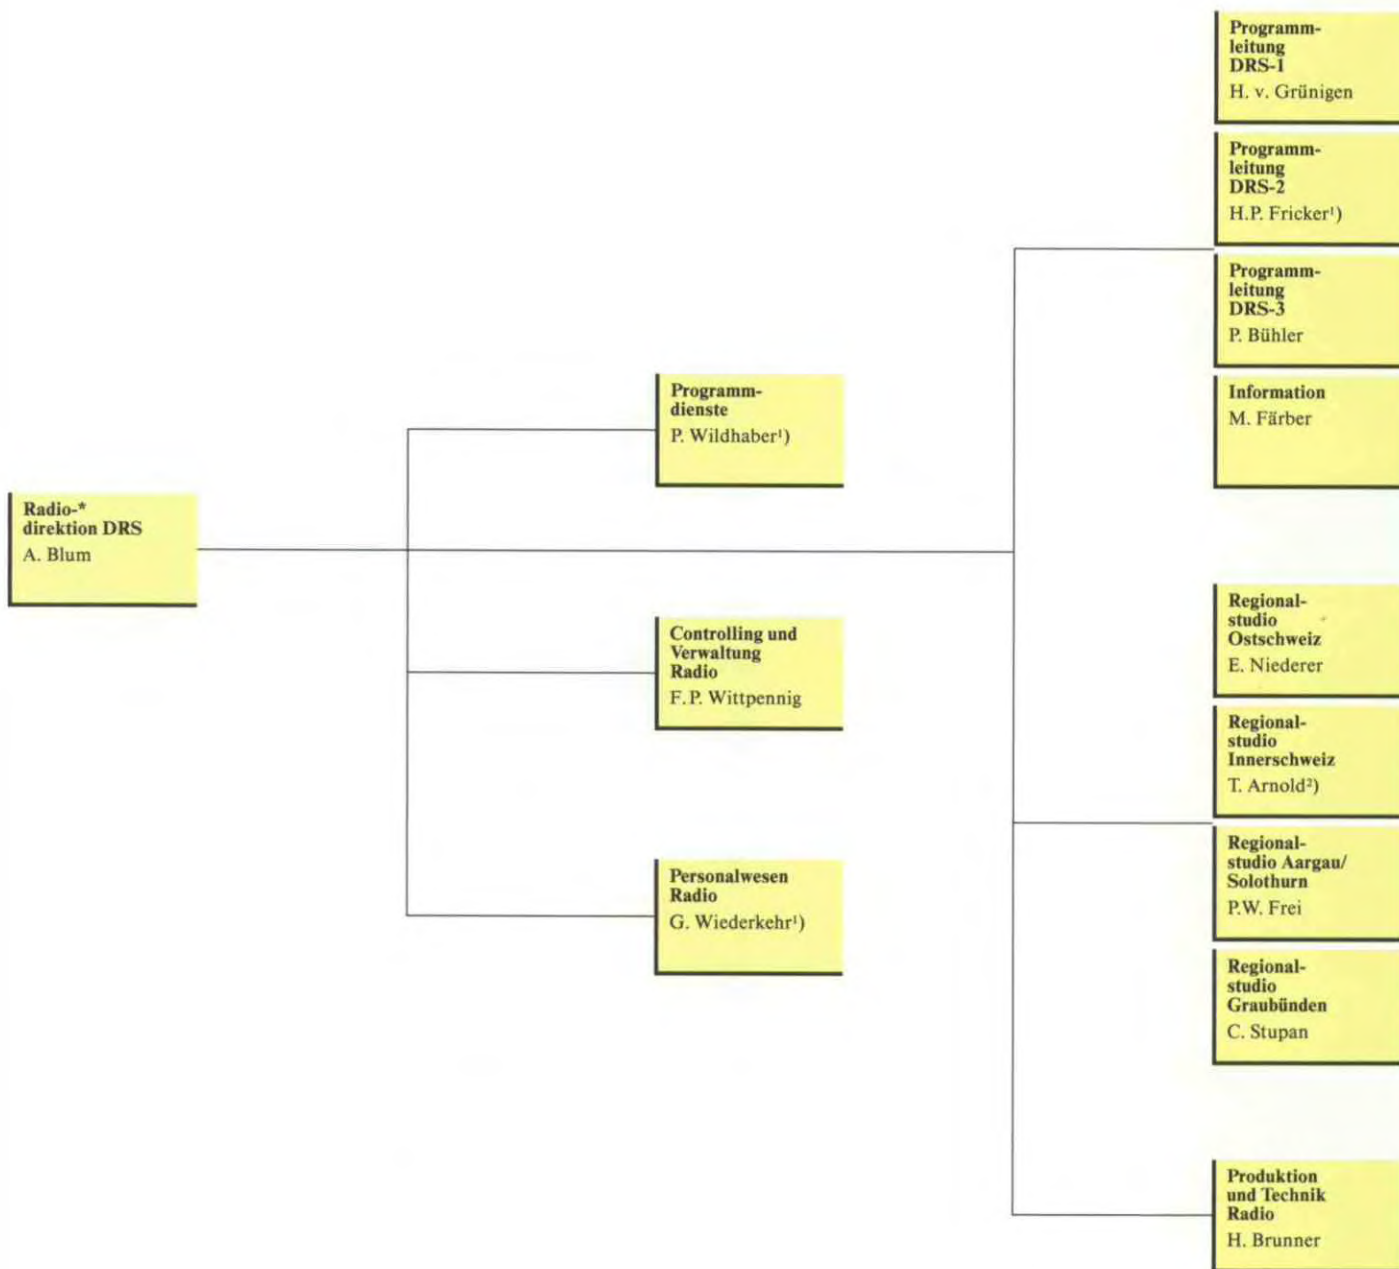 Radio-*
direktion DRS
A. Blum
Programm-
dienste
P. Wildhaber¹)
Controlling und
Verwaltung
Radio
F.P. Wittpennig
Personalwesen
Radio
G. Wiederkehr¹)
Programm-
leitung
DRS-1
H. v. Grünigen
Programm-
leitung
DRS-2
H.P. Fricker¹)
Programm-
leitung
DRS-3
P. Bühler
Information
M. Färber
Regional-
studio
Ostschweiz
E. Niederer
Regional-
studio
Innerschweiz
T. Arnold²)
Regional-
studio Aargau/
Solothurn
P.W. Frei
Regional-
studio
Graubünden
C. Stupan
Produktion
und Technik
Radio
H. Brunner